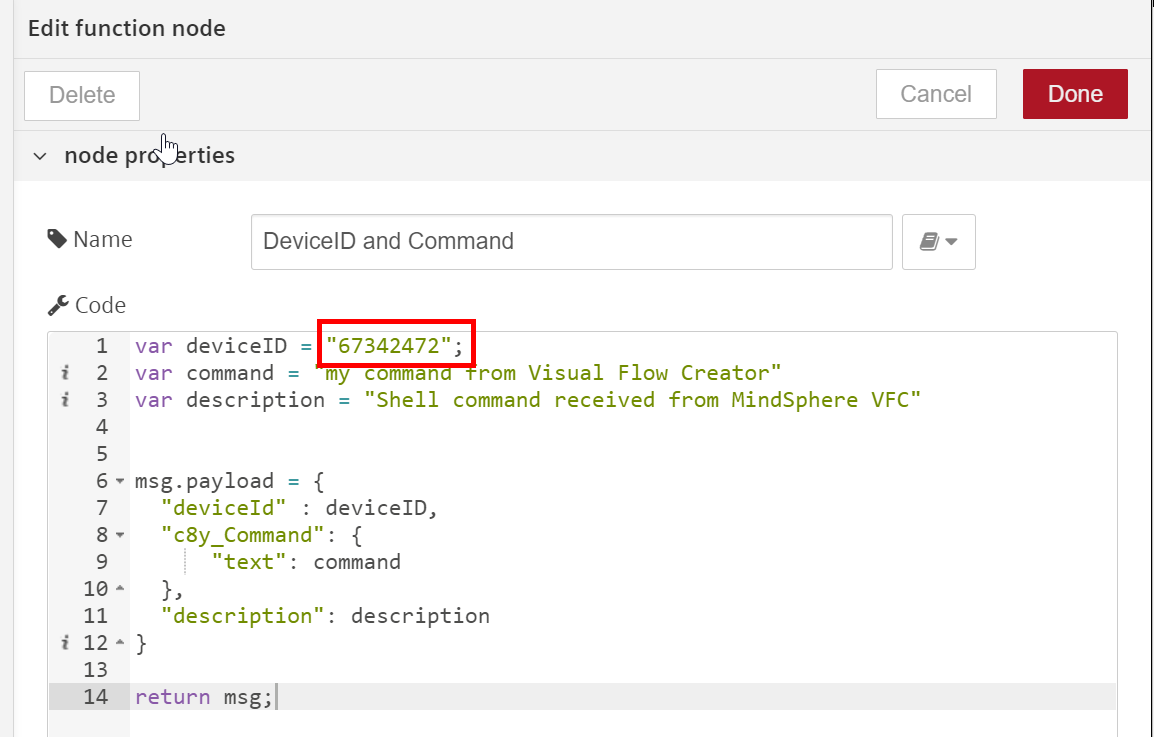 Edit function node
Delete
Cancel
Done
node properties
Name
DeviceID and Command
Code
1 var deviceID = "67342472";
2 var command = "my command from Visual Flow Creator"
3 var description = "Shell command received from MindSphere VFC"
4
5
6 msg.payload = {
7   "deviceId" : deviceID,
8   "c8y_Command": {
9       "text": command
10   },
11   "description": description
12 }
13
14 return msg;